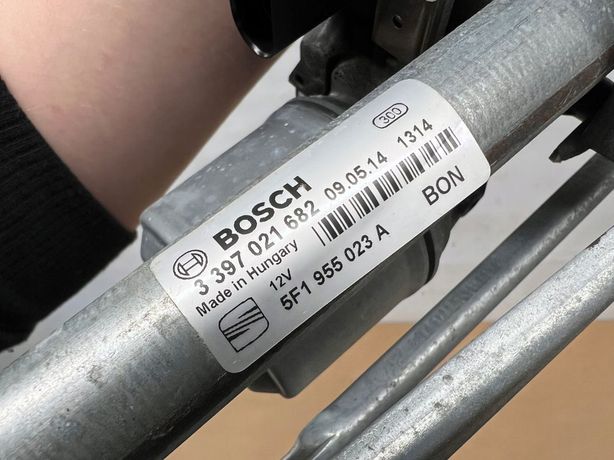 300
BOSCH
3 397 021 682 09.05.14 1314
Made in Hungary
12V
5F1 955 023 A BON